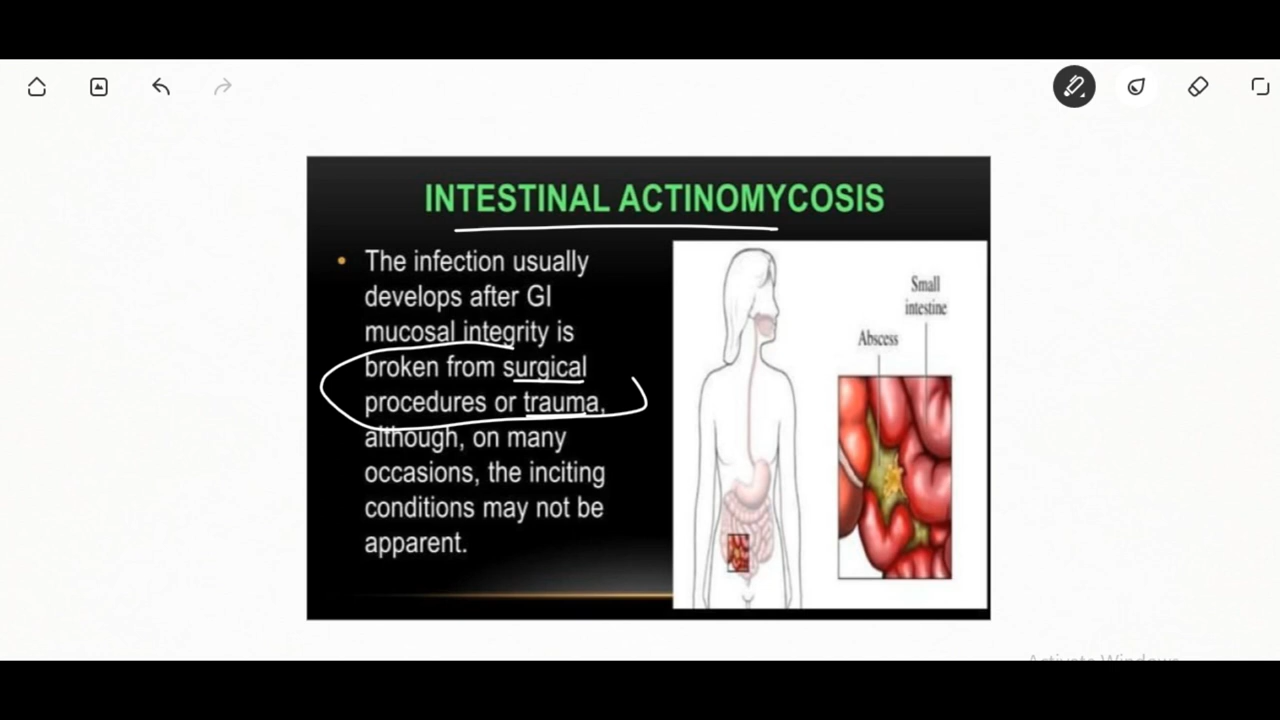 INTESTINAL ACTINOMYCOSIS
• The infection usually
develops after GI
mucosal integrity is
broken from surgical
procedures or trauma,
although, on many
occasions, the inciting
conditions may not be
apparent.
Small
intestine
Abscess
Activate Windows